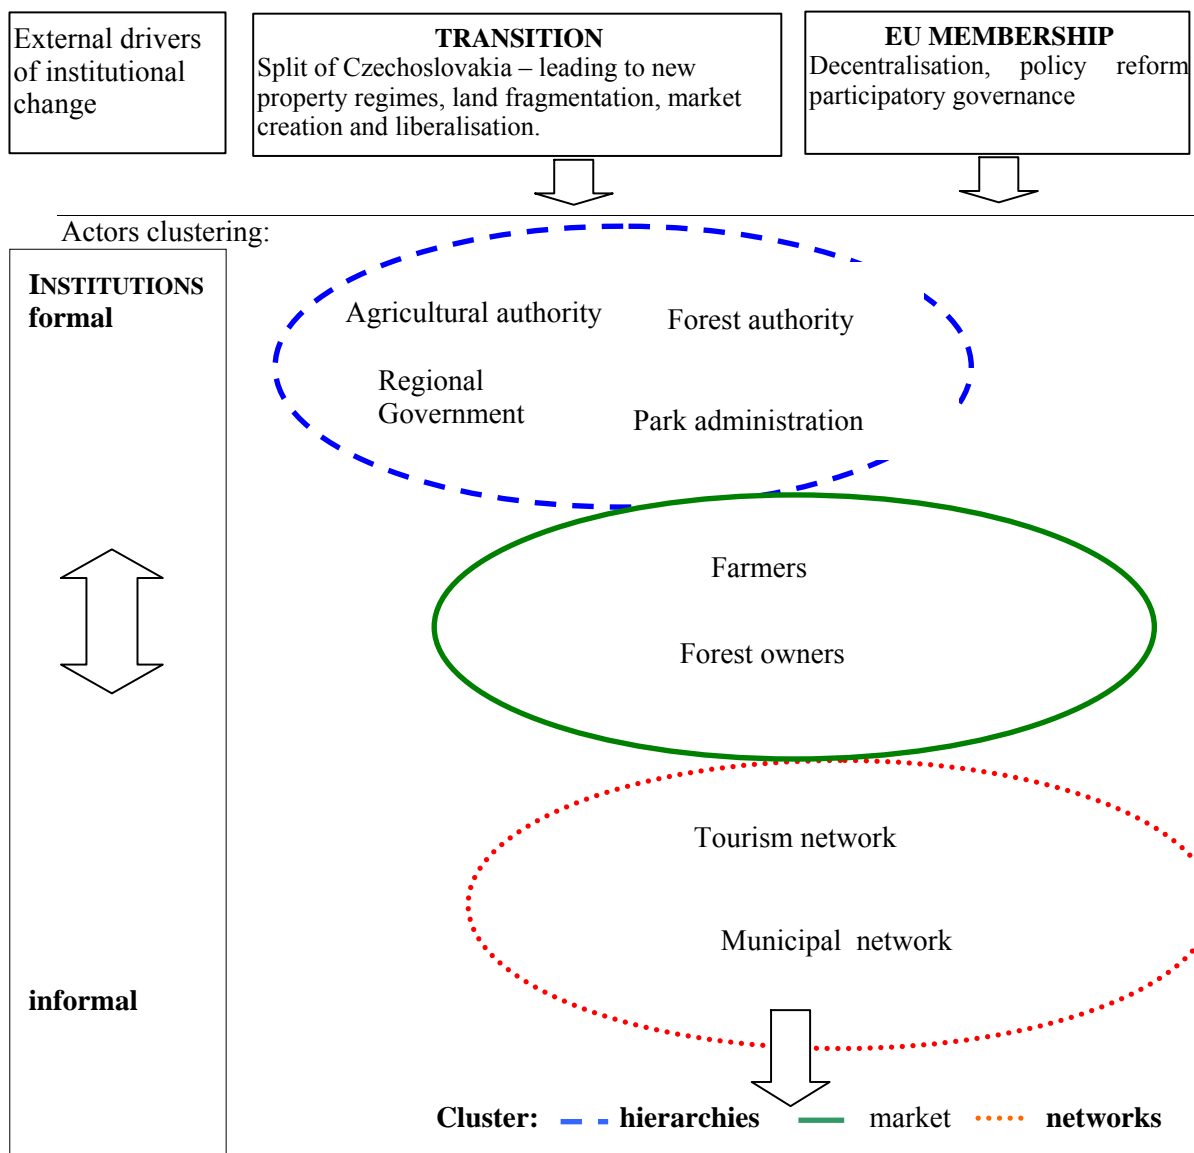 External drivers
of institutional
change
TRANSITION
Split of Czechoslovakia – leading to new
property regimes, land fragmentation, market
creation and liberalisation.
EU MEMBERSHIP
Decentralisation, policy reform
participatory governance
Actors clustering:
INSTITUTIONS
formal
Agricultural authority
Forest authority
Regional
Government
Park administration
Farmers
Forest owners
Tourism network
Municipal network
informal
Cluster: hierarchies market networks